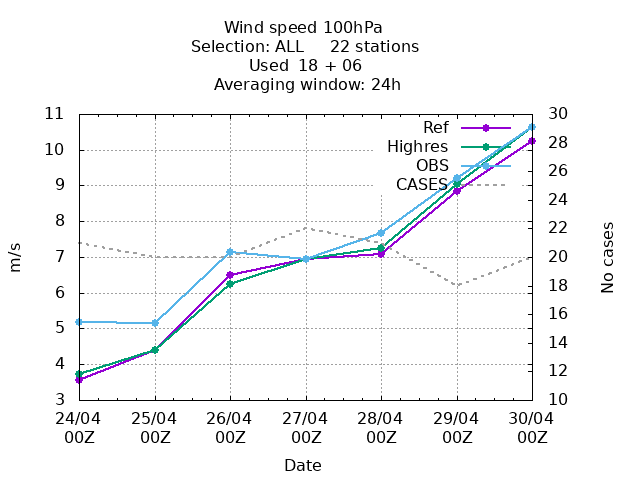 Wind speed 100hPa
Selection: ALL     22 stations
Used  18 + 06
Averaging window: 24h
11
10
9
8
7
6
5
4
3
m/s
30
28
26
24
22
20
18
16
14
12
10
No cases
Ref
Highres
OBS
CASES
24/04 25/04 26/04 27/04 28/04 29/04 30/04
00Z 00Z 00Z 00Z 00Z 00Z 00Z
Date